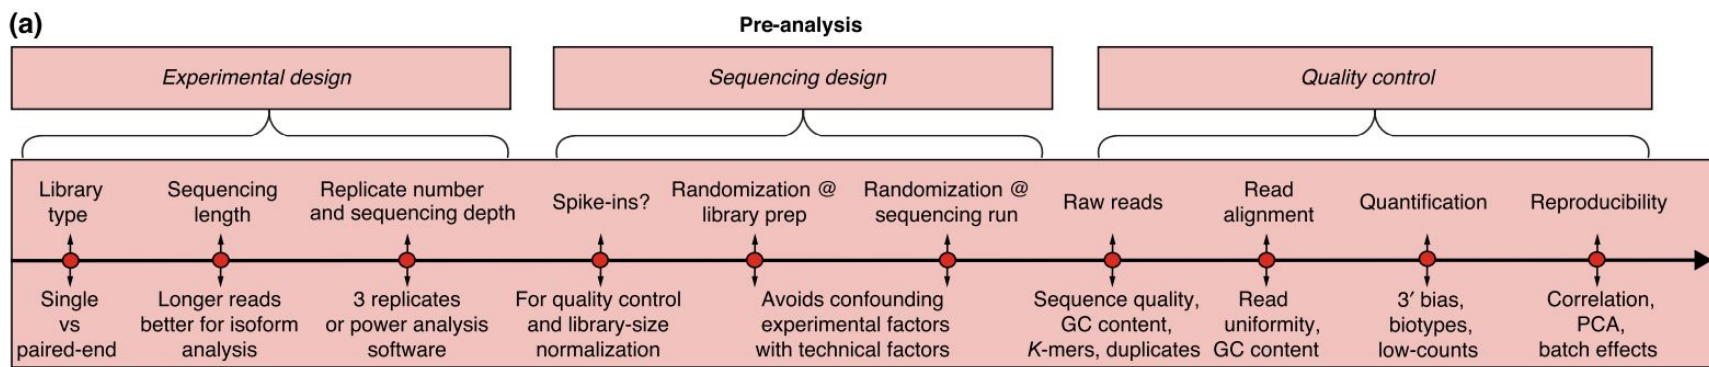 (a)
Pre-analysis
Experimental design
Sequencing design
Quality control
Library
type
Sequencing
length
Replicate number
and sequencing depth
Spike-ins?
Randomization @
library prep
Randomization @
sequencing run
Raw reads
Read
alignment
Quantification
Reproducibility
Single
vs
paired-end
Longer reads
better for isoform
analysis
3 replicates
or power analysis
software
For quality control
and library-size
normalization
Avoids confounding
experimental factors
with technical factors
Sequence quality,
GC content,
K-mers, duplicates
Read
uniformity,
GC content
3′ bias,
biotypes,
low-counts
Correlation,
PCA,
batch effects